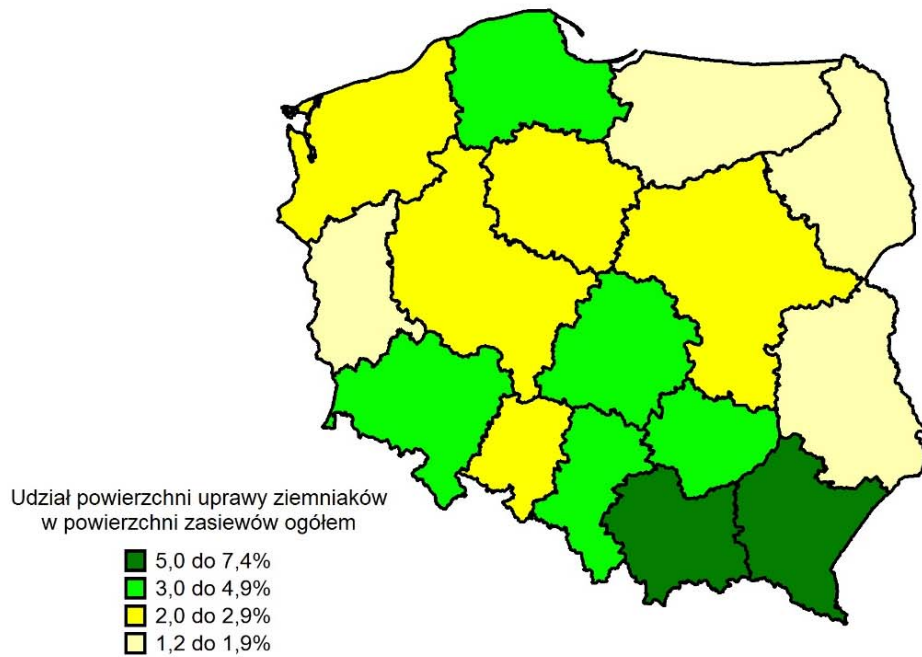 Udział powierzchni uprawy ziemniaków
w powierzchni zasiewów ogółem
5,0 do 7,4%
3,0 do 4,9%
2,0 do 2,9%
1,2 do 1,9%